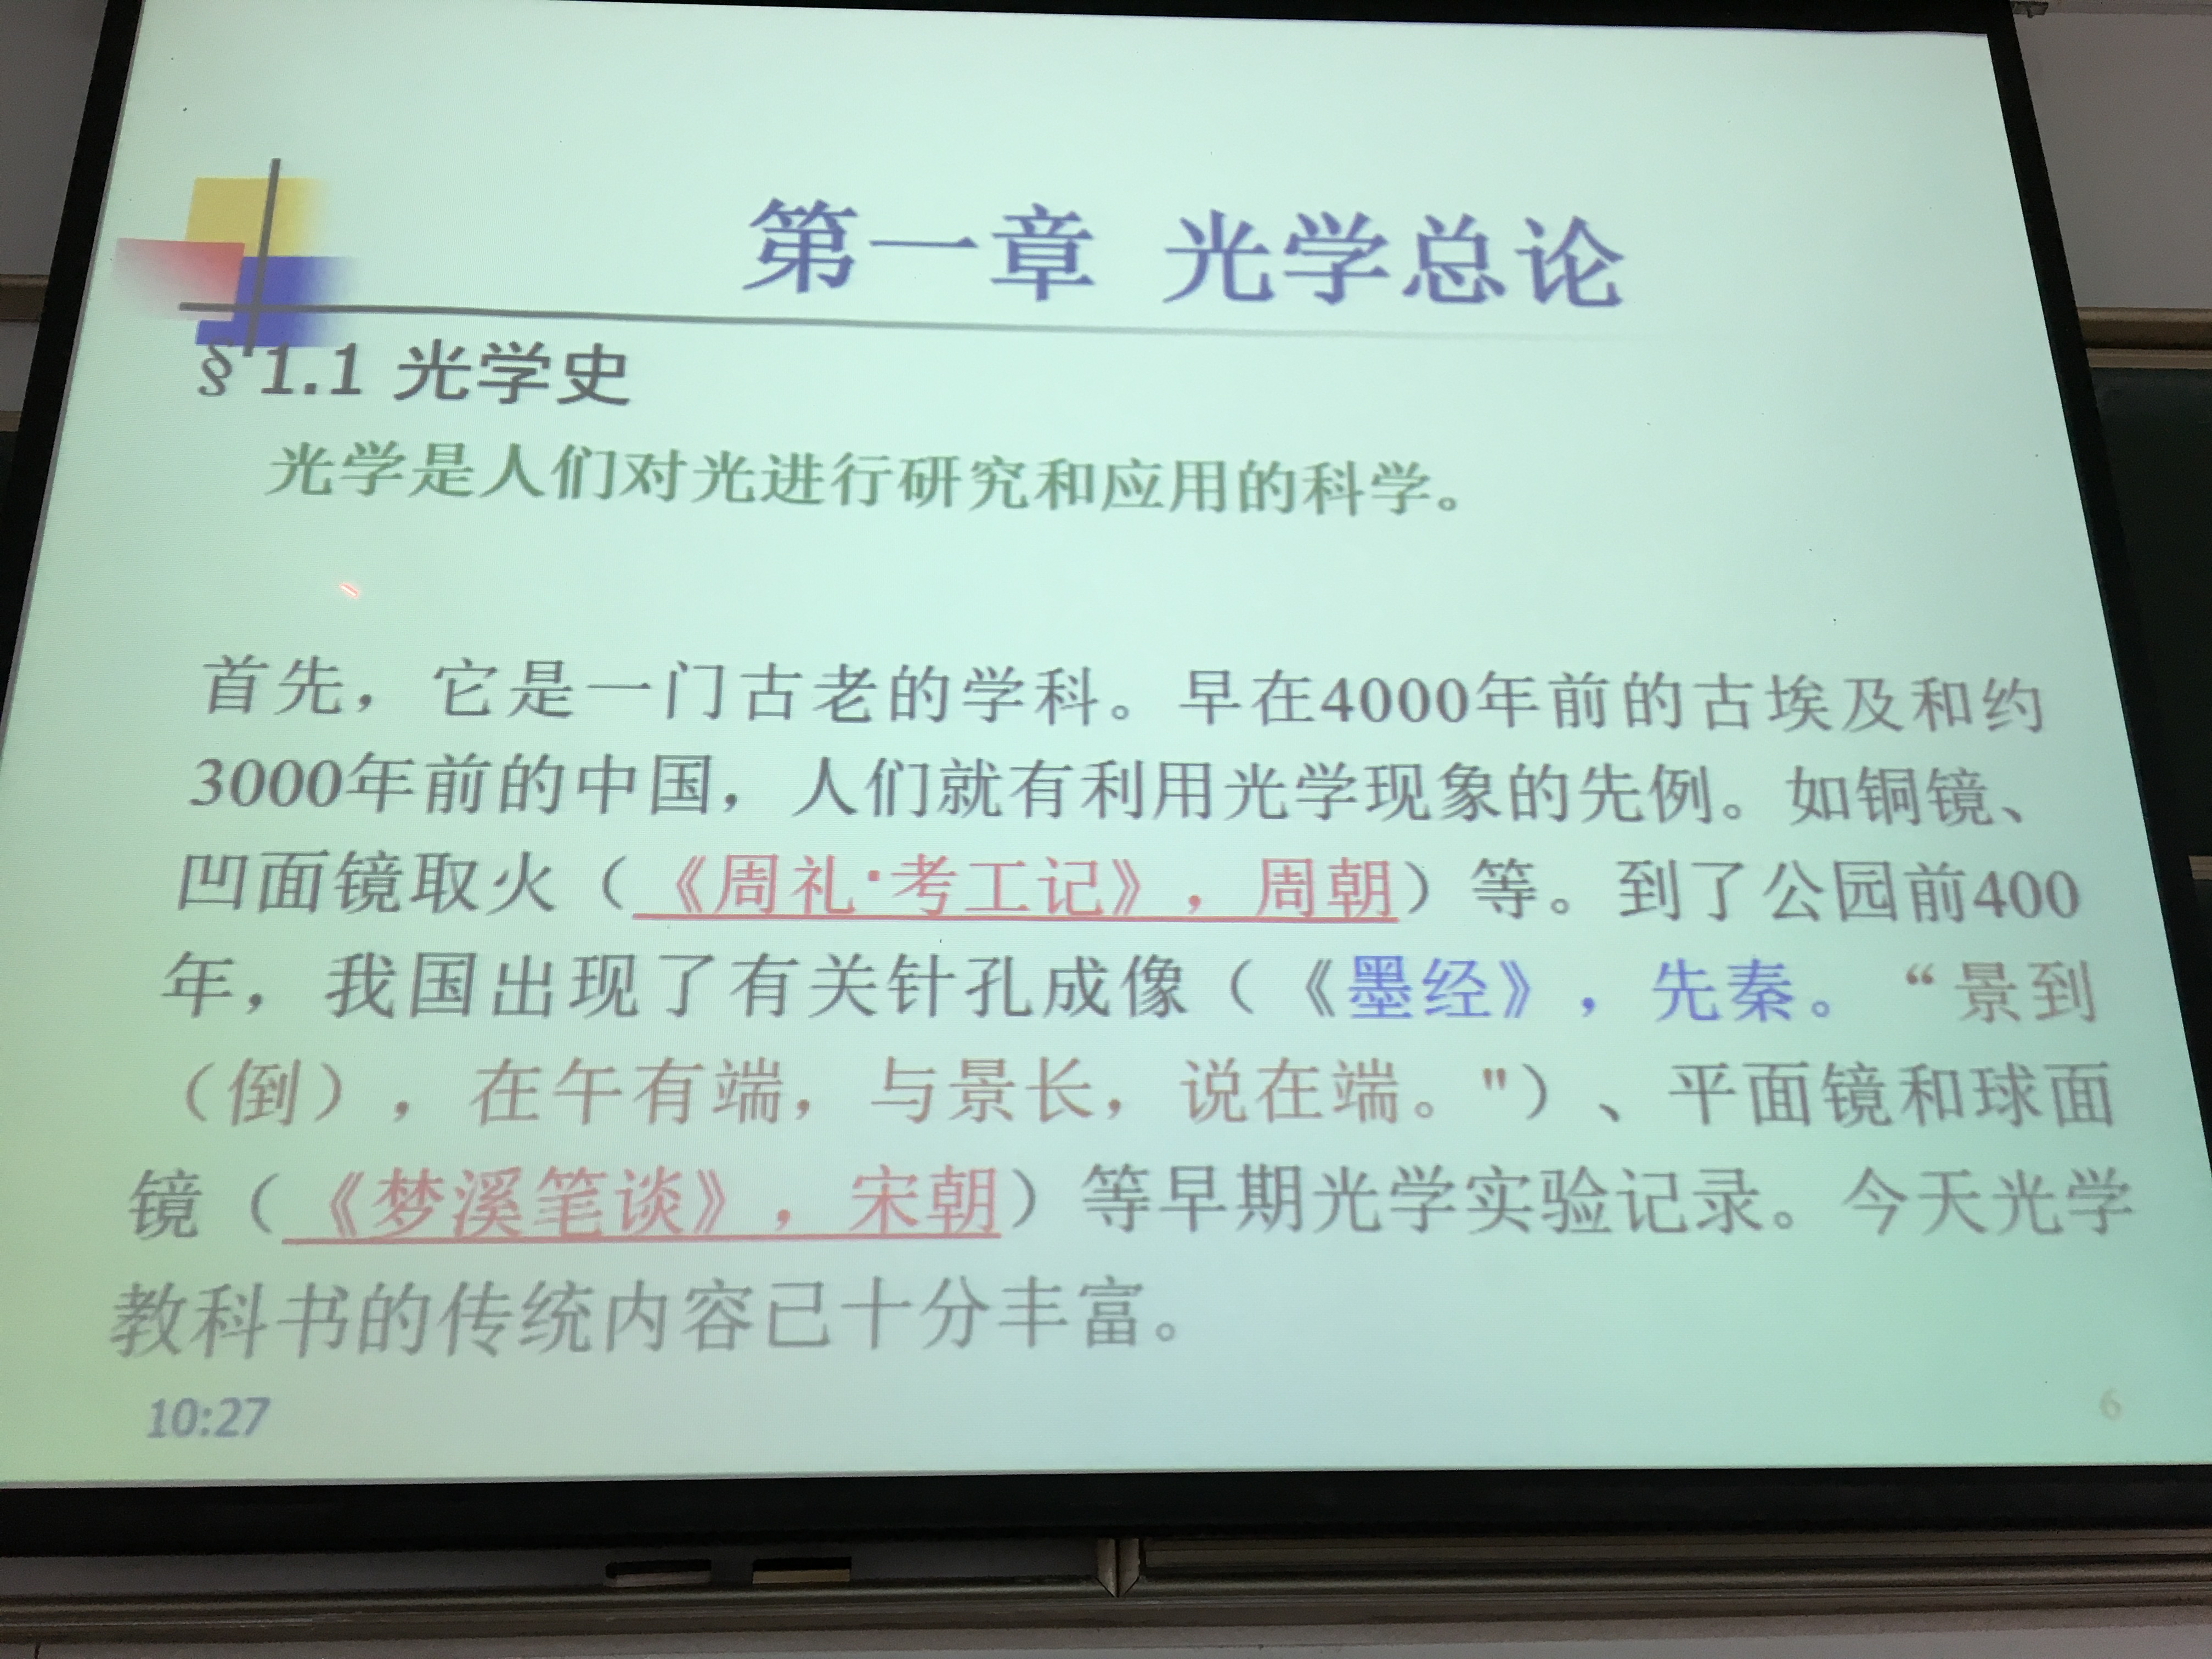 第一章 光学总论
§1.1 光学史
光学是人们对光进行研究和应用的科学。
首先，它是一门古老的学科。早在4000年前的古埃及和约
3000年前的中国，人们就有利用光学现象的先例。如铜镜、
凹面镜取火（《周礼·考工记》，周朝）等。到了公园前400
年，我国出现了有关针孔成像（《墨经》，先秦。“景到
（倒），在午有端，与景长，说在端。"）、平面镜和球面
镜（《梦溪笔谈》，宋朝）等早期光学实验记录。今天光学
教科书的传统内容已十分丰富。
10:27
6